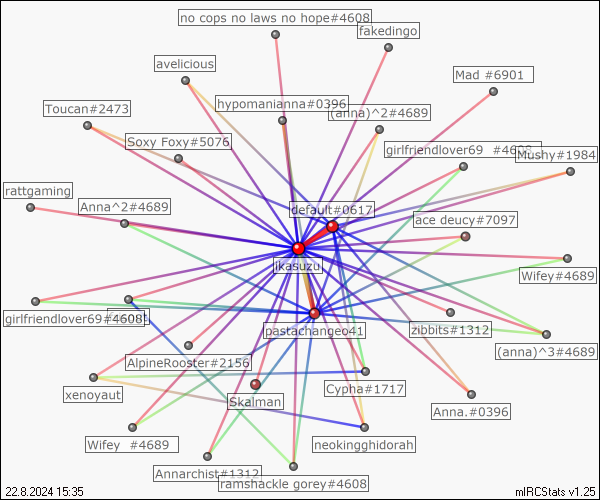 no cops no laws no hope#4608
fakedingo
avelicious
Mad #6901
hypomanianna#0396
Toucan#2473
(anna)^2#4689
Soxy Foxy#5076
girlfriendlover69 #4608
Mushy#1984
rattgaming
Anna^2#4689
default#0617
ace deucy#7097
ikasuzu
Wifey#4689
girlfriendlover69#4608
pastachangeo41
zibbits#1312
(anna)^3#4689
AlpineRooster#2156
xenoyaut
Skalman
Cypha#1717
Anna.#0396
Wifey #4689
neokingghidorah
Annarchist#1312
ramshackle gorey#4608
22.8.2024 15:35
mIRCStats v1.25